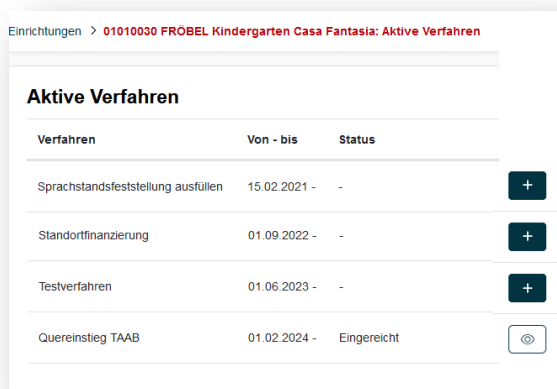 Einrichtungen > 01010030 FRÖBEL Kindergarten Casa Fantasia: Aktive Verfahren
Aktive Verfahren
Verfahren Von - bis Status
Sprachstandsfeststellung ausfüllen 15.02.2021 - -
Standortfinanzierung 01.09.2022 - -
Testverfahren 01.06.2023 - -
Quereinstieg TAAB 01.02.2024 - Eingereicht